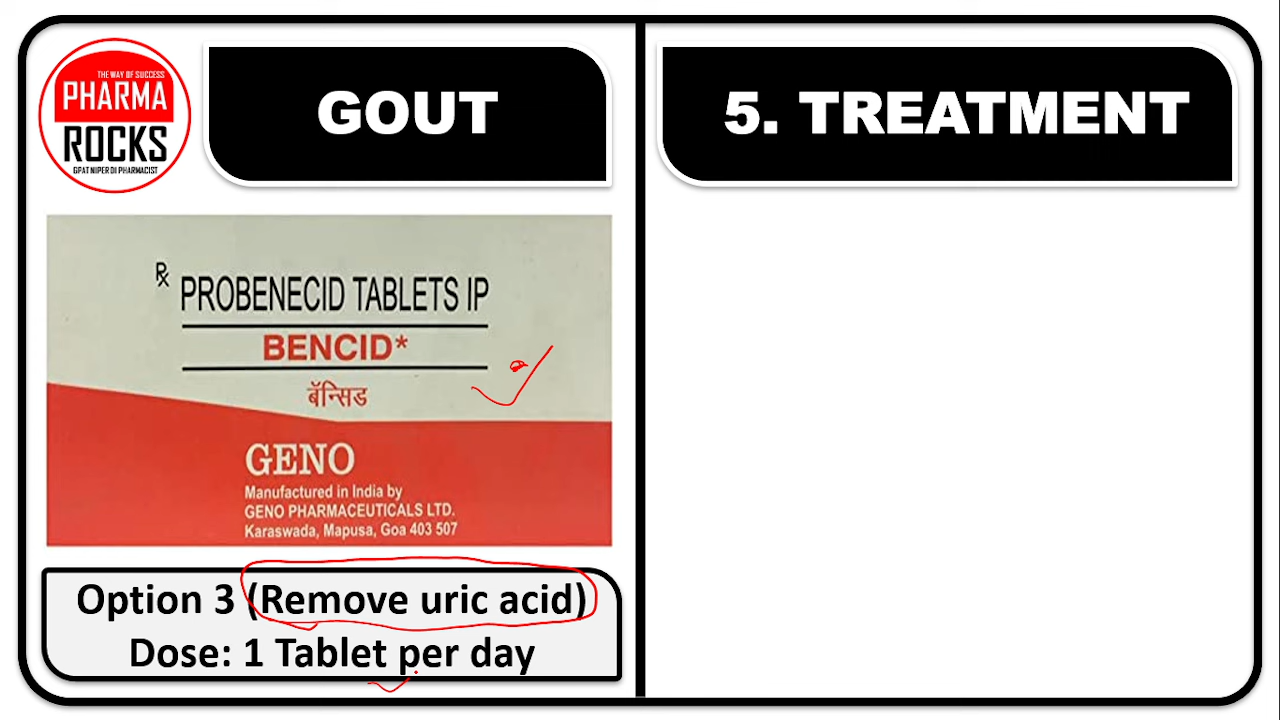 THE WAY OF SUCCESS
PHARMA
ROCKS
GPAT NIPER DI PHARMACIST
GOUT
5. TREATMENT
Rx PROBENECID TABLETS IP
BENCID*
बॅन्सिड
GENO
Manufactured in India by
GENO PHARMACEUTICALS LTD.
Karaswada, Mapusa, Goa 403 507
Option 3 (Remove uric acid)
Dose: 1 Tablet per day